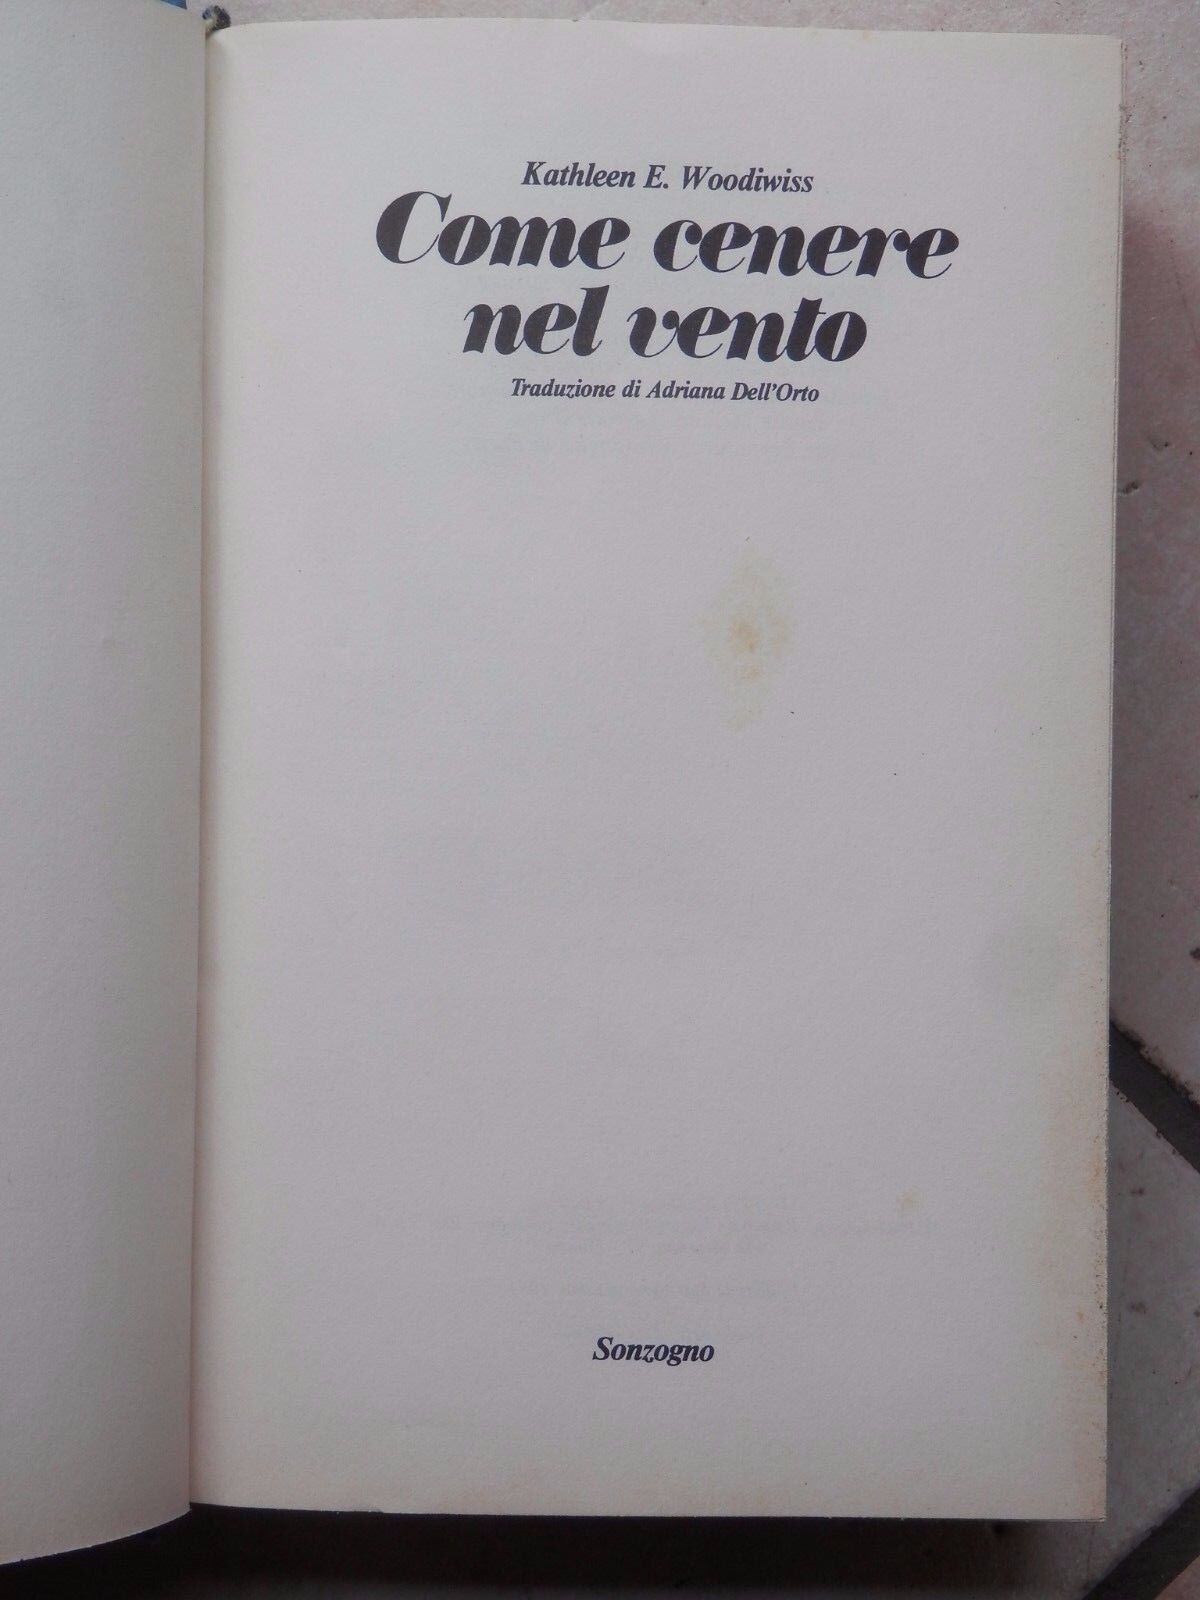 Kathleen E. Woodiwiss
Come cenere
nel vento
Traduzione di Adriana Dell'Orto
Sonzogno